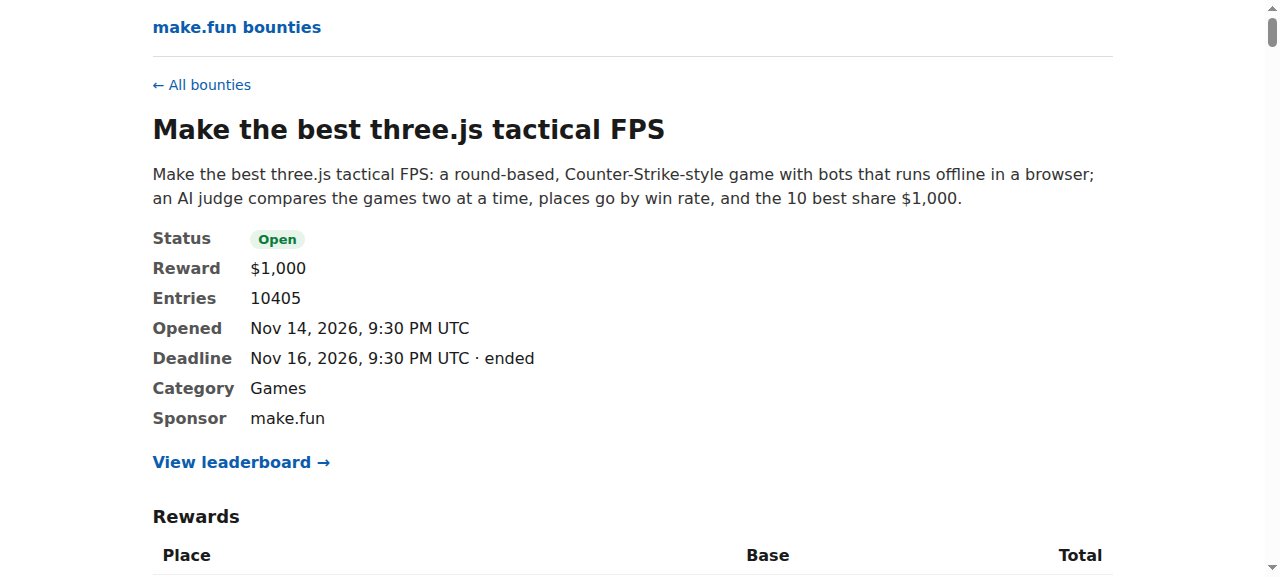 make.fun bounties
← All bounties
Make the best three.js tactical FPS
Make the best three.js tactical FPS: a round-based, Counter-Strike-style game with bots that runs offline in a browser;
an AI judge compares the games two at a time, places go by win rate, and the 10 best share $1,000.
Status Open
Reward $1,000
Entries 10405
Opened Nov 14, 2026, 9:30 PM UTC
Deadline Nov 16, 2026, 9:30 PM UTC · ended
Category Games
Sponsor make.fun
View leaderboard →
Rewards
Place Base Total